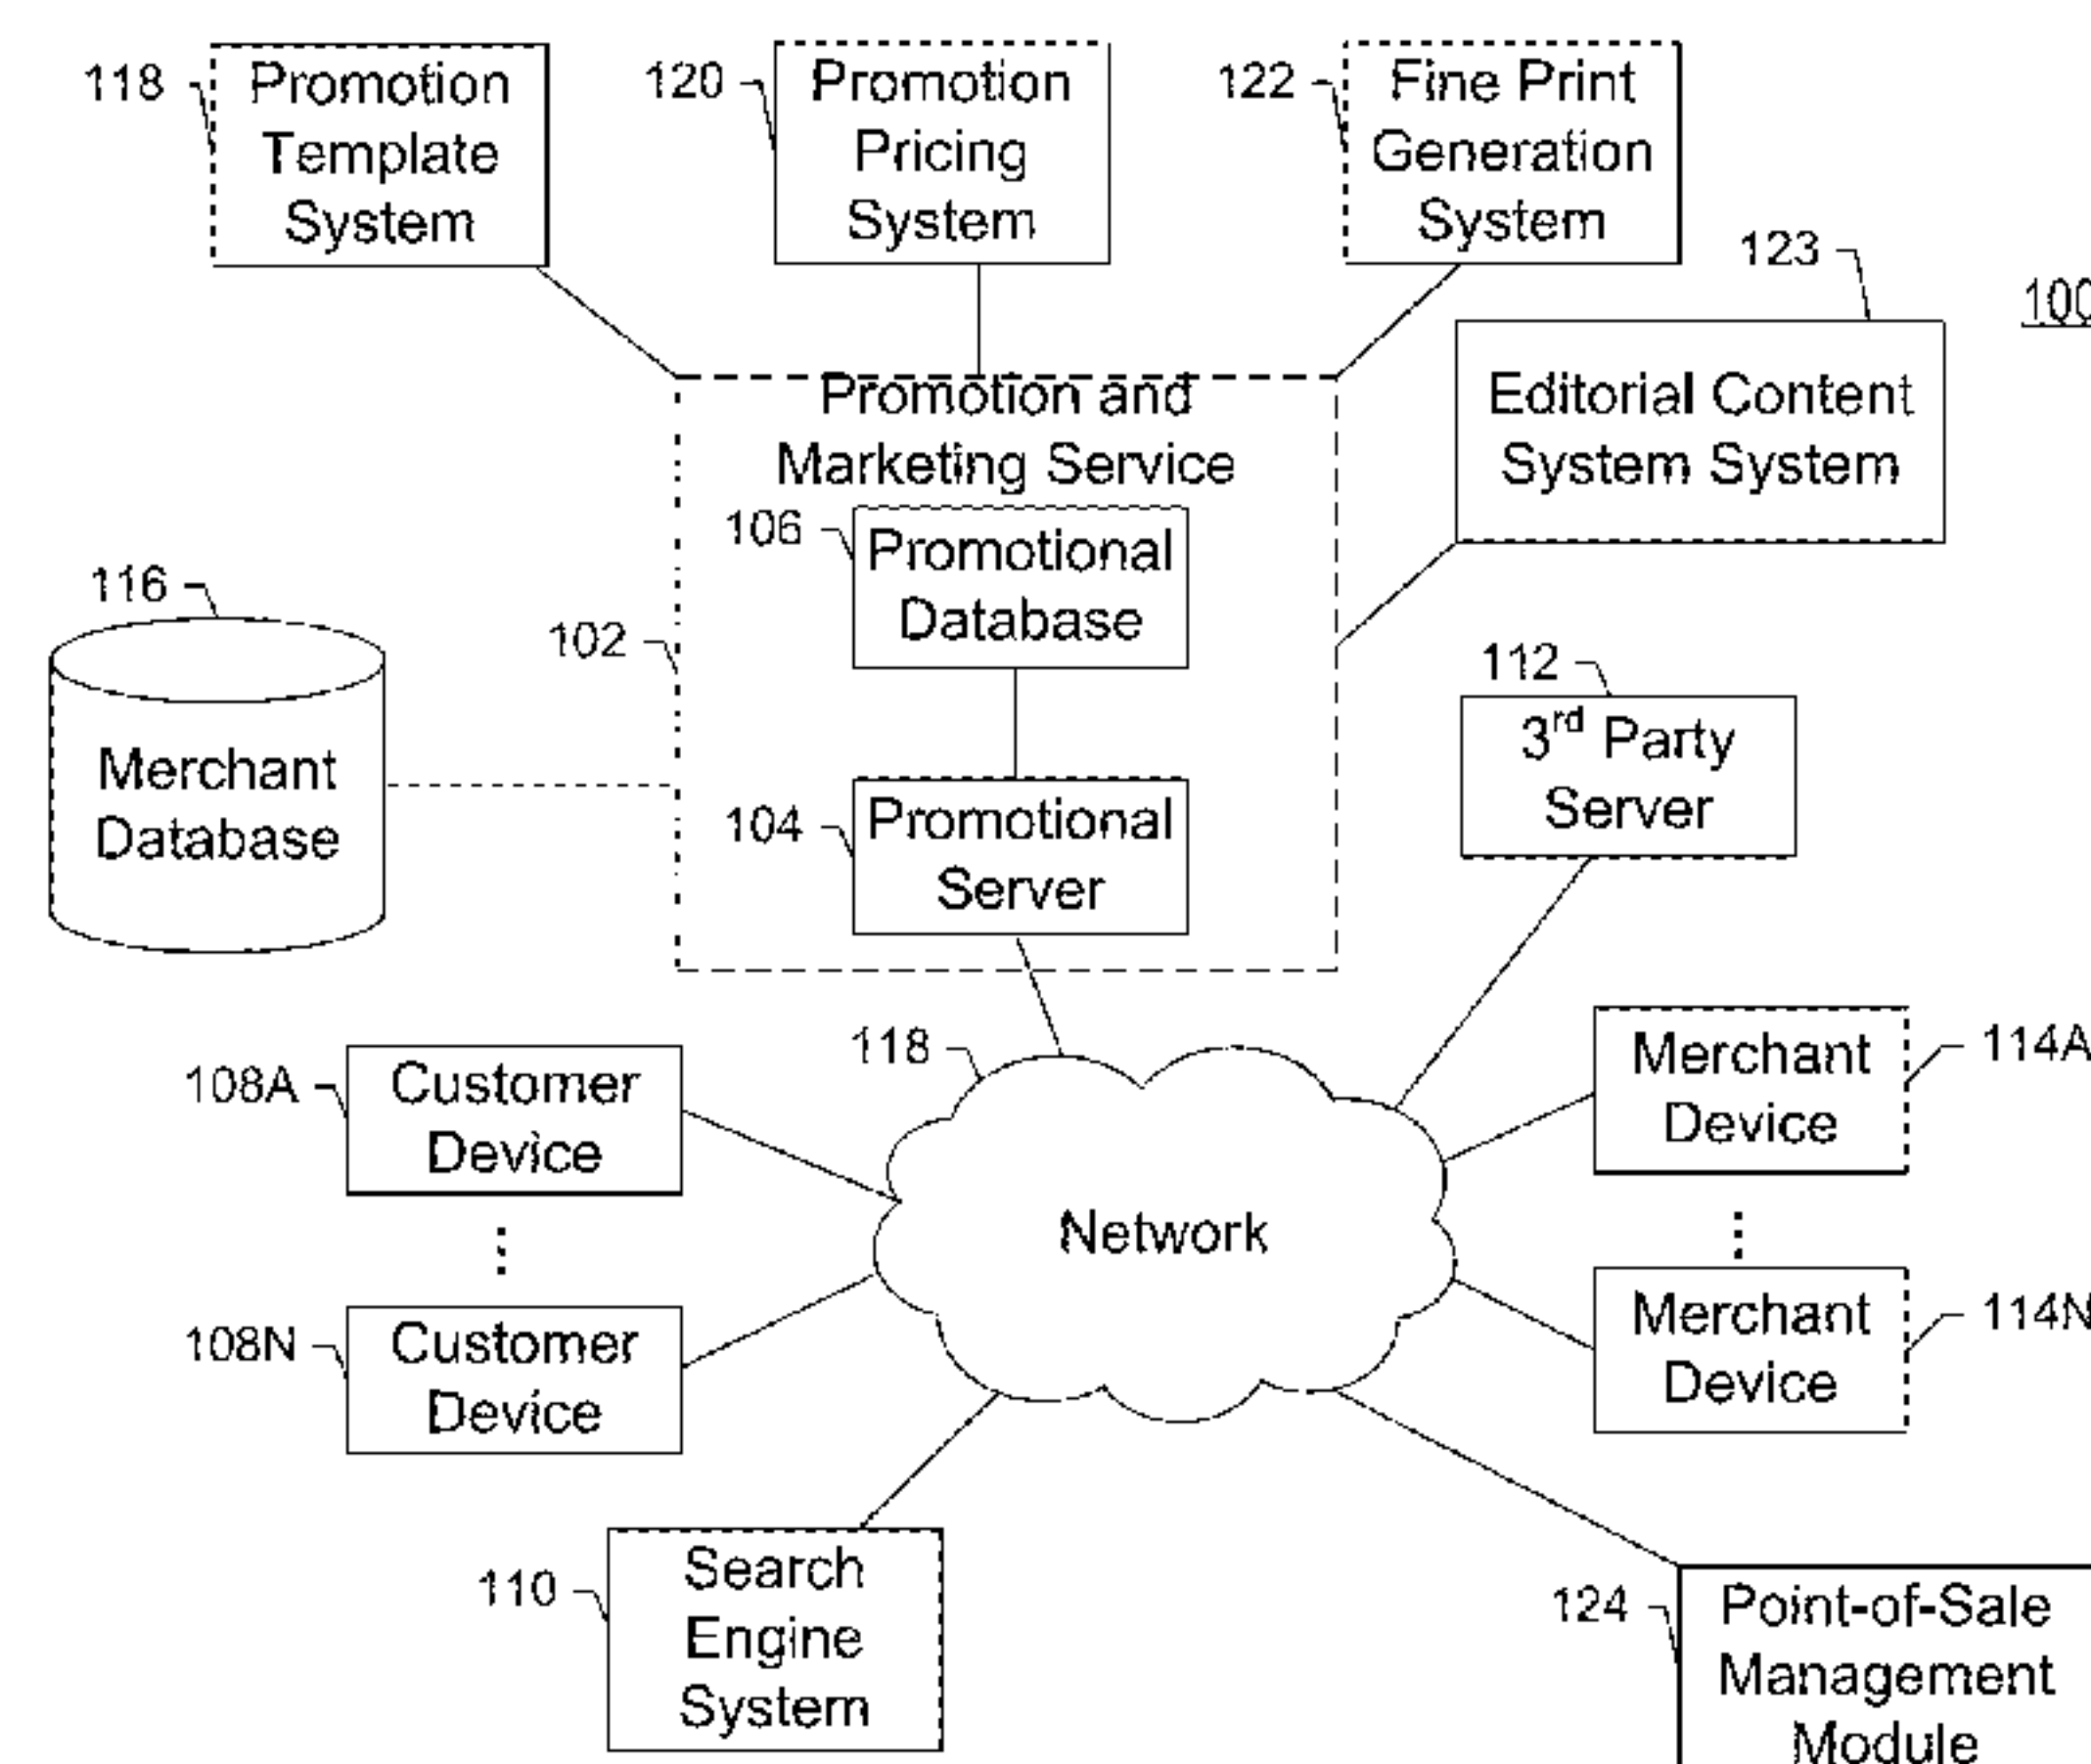 118
Promotion
Template
System
120
Promotion
Pricing
System
122
Fine Print
Generation
System
123
100
Editorial Content
System System
Promotion and
Marketing Service
106
Promotional
Database
116
102
Merchant
Database
112
3rd Party
Server
104
Promotional
Server
118
108A
Customer
Device
Merchant
Device
114A
Network
108N
Customer
Device
Merchant
Device
114N
110
Search
Engine
System
124
Point-of-Sale
Management
Module